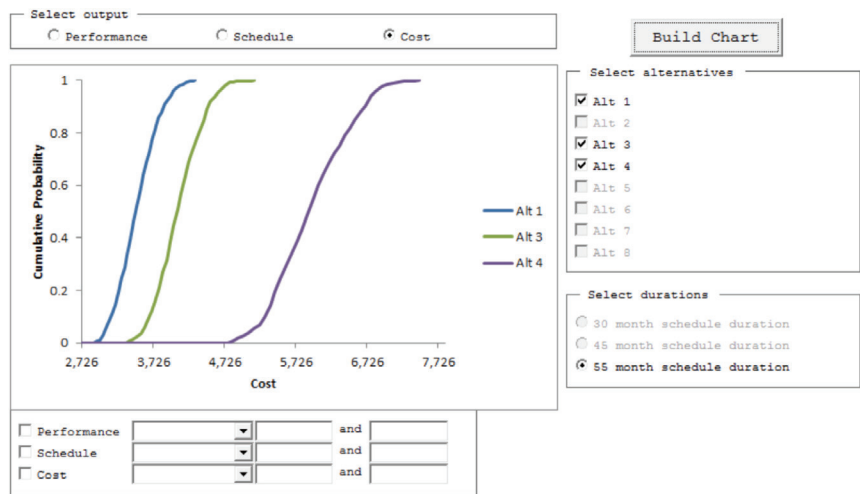 Select output
Performance
Schedule
Cost
Build Chart
Cumulative Probability
1
0.8
0.6
0.4
0.2
0
2,726
3,726
4,726
5,726
6,726
7,726
Cost
Alt 1
Alt 3
Alt 4
Select alternatives
Alt 1
Alt 2
Alt 3
Alt 4
Alt 5
Alt 6
Alt 7
Alt 8
Select durations
30 month schedule duration
45 month schedule duration
55 month schedule duration
Performance and
Schedule and
Cost and